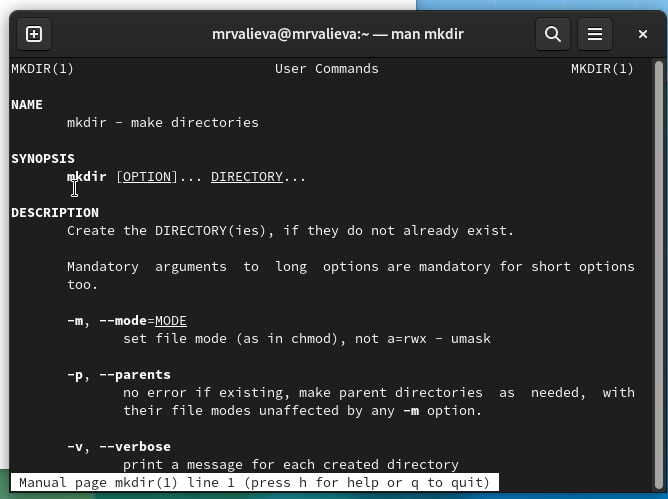 mrvalieva@mrvalieva:~ — man mkdir
MKDIR(1) User Commands MKDIR(1)
NAME
mkdir - make directories
SYNOPSIS
mkdir [OPTION]... DIRECTORY...
DESCRIPTION
Create the DIRECTORY(ies), if they do not already exist.
Mandatory arguments to long options are mandatory for short options
too.
-m, --mode=MODE
set file mode (as in chmod), not a=rwx - umask
-p, --parents
no error if existing, make parent directories as needed, with
their file modes unaffected by any -m option.
-v, --verbose
print a message for each created directory
Manual page mkdir(1) line 1 (press h for help or q to quit)